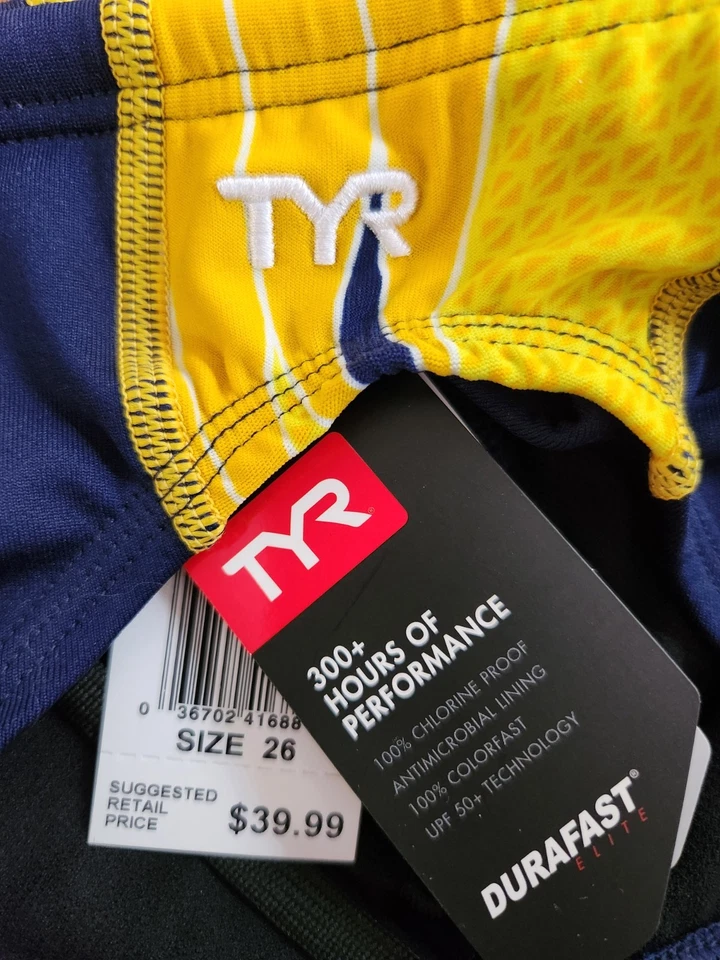 TYR
TYR
300+
HOURS OF
PERFORMANCE
100% CHLORINE PROOF
ANTIMICROBIAL LINING
100% COLORFAST
UPF 50+ TECHNOLOGY
DURAFAST®
ELITE
0 36702 41688
SIZE 26
SUGGESTED
RETAIL
PRICE
$39.99